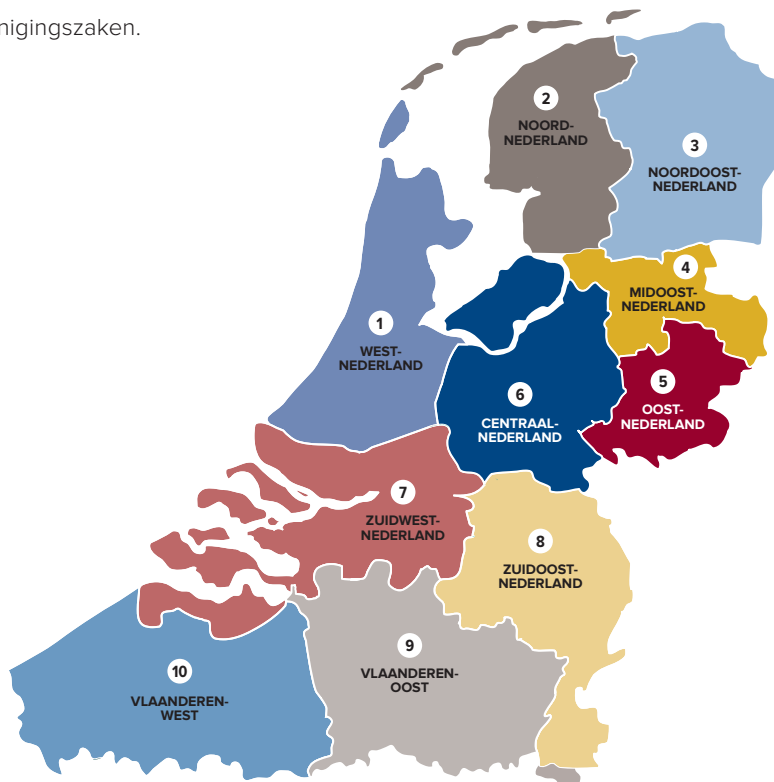 nigingszaken.
2
NOORD-
NEDERLAND
3
NOORDOOST-
NEDERLAND
4
MIDOOST-
NEDERLAND
1
WEST-
NEDERLAND
5
OOST-
NEDERLAND
6
CENTRAAL-
NEDERLAND
7
ZUIDWEST-
NEDERLAND
8
ZUIDOOST-
NEDERLAND
9
VLAANDEREN-
OOST
10
VLAANDEREN-
WEST